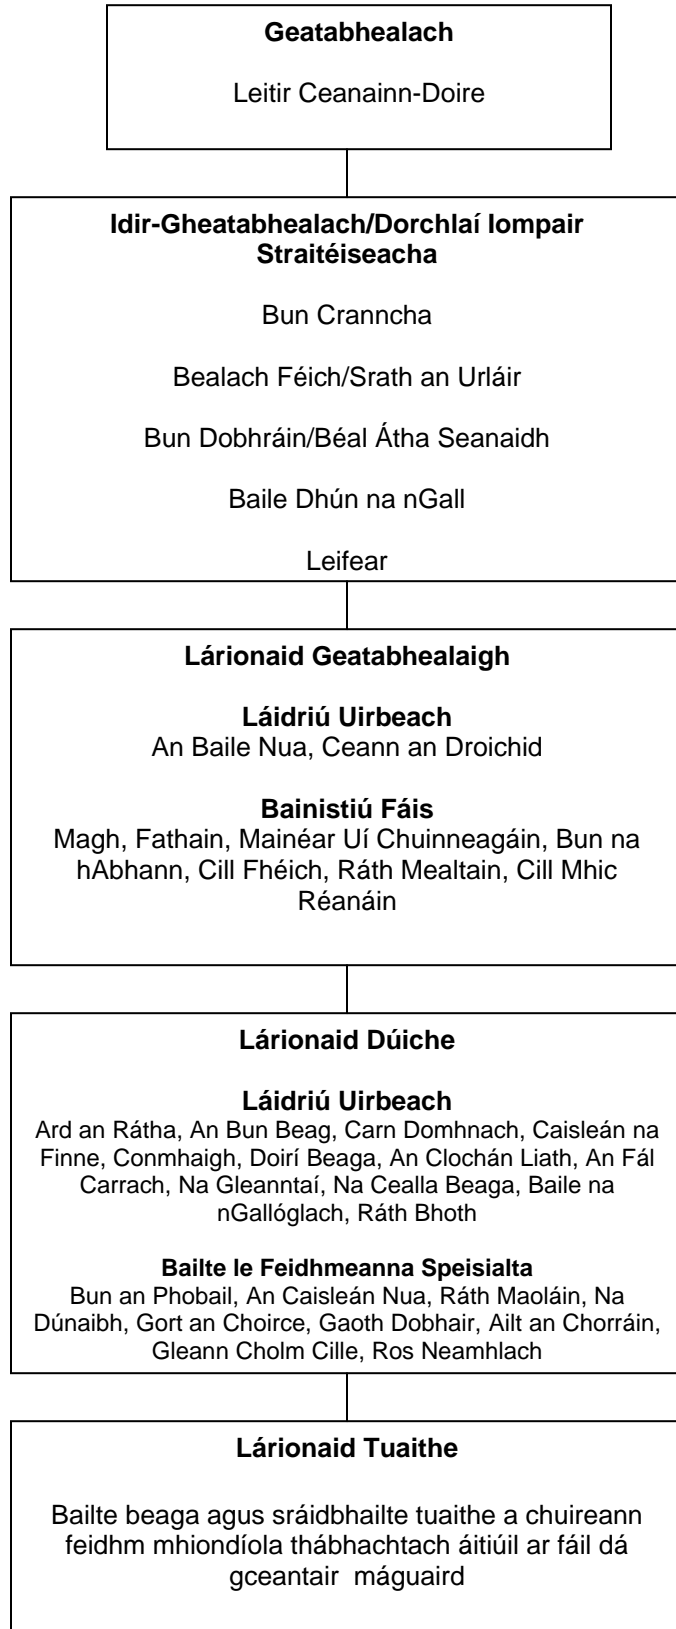 Geatabhealach
Leitir Ceanainn-Doire
Idir-Gheatabhealach/Dorchlaí Iompair
Straitéiseacha
Bun Cranncha
Bealach Féich/Srath an Urláir
Bun Dobhráin/Béal Átha Seanaidh
Baile Dhún na nGall
Leifear
Lárionaid Geatabhealaigh
Láidriú Uirbeach
An Baile Nua, Ceann an Droichid
Bainistiú Fáis
Magh, Fathain, Mainéar Uí Chuinneagáin, Bun na
hAbhann, Cill Fhéich, Ráth Mealtain, Cill Mhic
Réanáin
Lárionaid Dúiche
Láidriú Uirbeach
Ard an Rátha, An Bun Beag, Carn Domhnach, Caisleán na
Finne, Conmhaigh, Doirí Beaga, An Clochán Liath, An Fál
Carrach, Na Gleanntaí, Na Cealla Beaga, Baile na
nGallóglach, Ráth Bhoth
Bailte le Feidhmeanna Speisialta
Bun an Phobail, An Caisleán Nua, Ráth Maoláin, Na
Dúnaibh, Gort an Choirce, Gaoth Dobhair, Ailt an Chorráin,
Gleann Cholm Cille, Ros Neamhlach
Lárionaid Tuaithe
Bailte beaga agus sráidbhailte tuaithe a chuireann
feidhm mhiondíola thábhachtach áitiúil ar fáil dá
gceantair máguaird